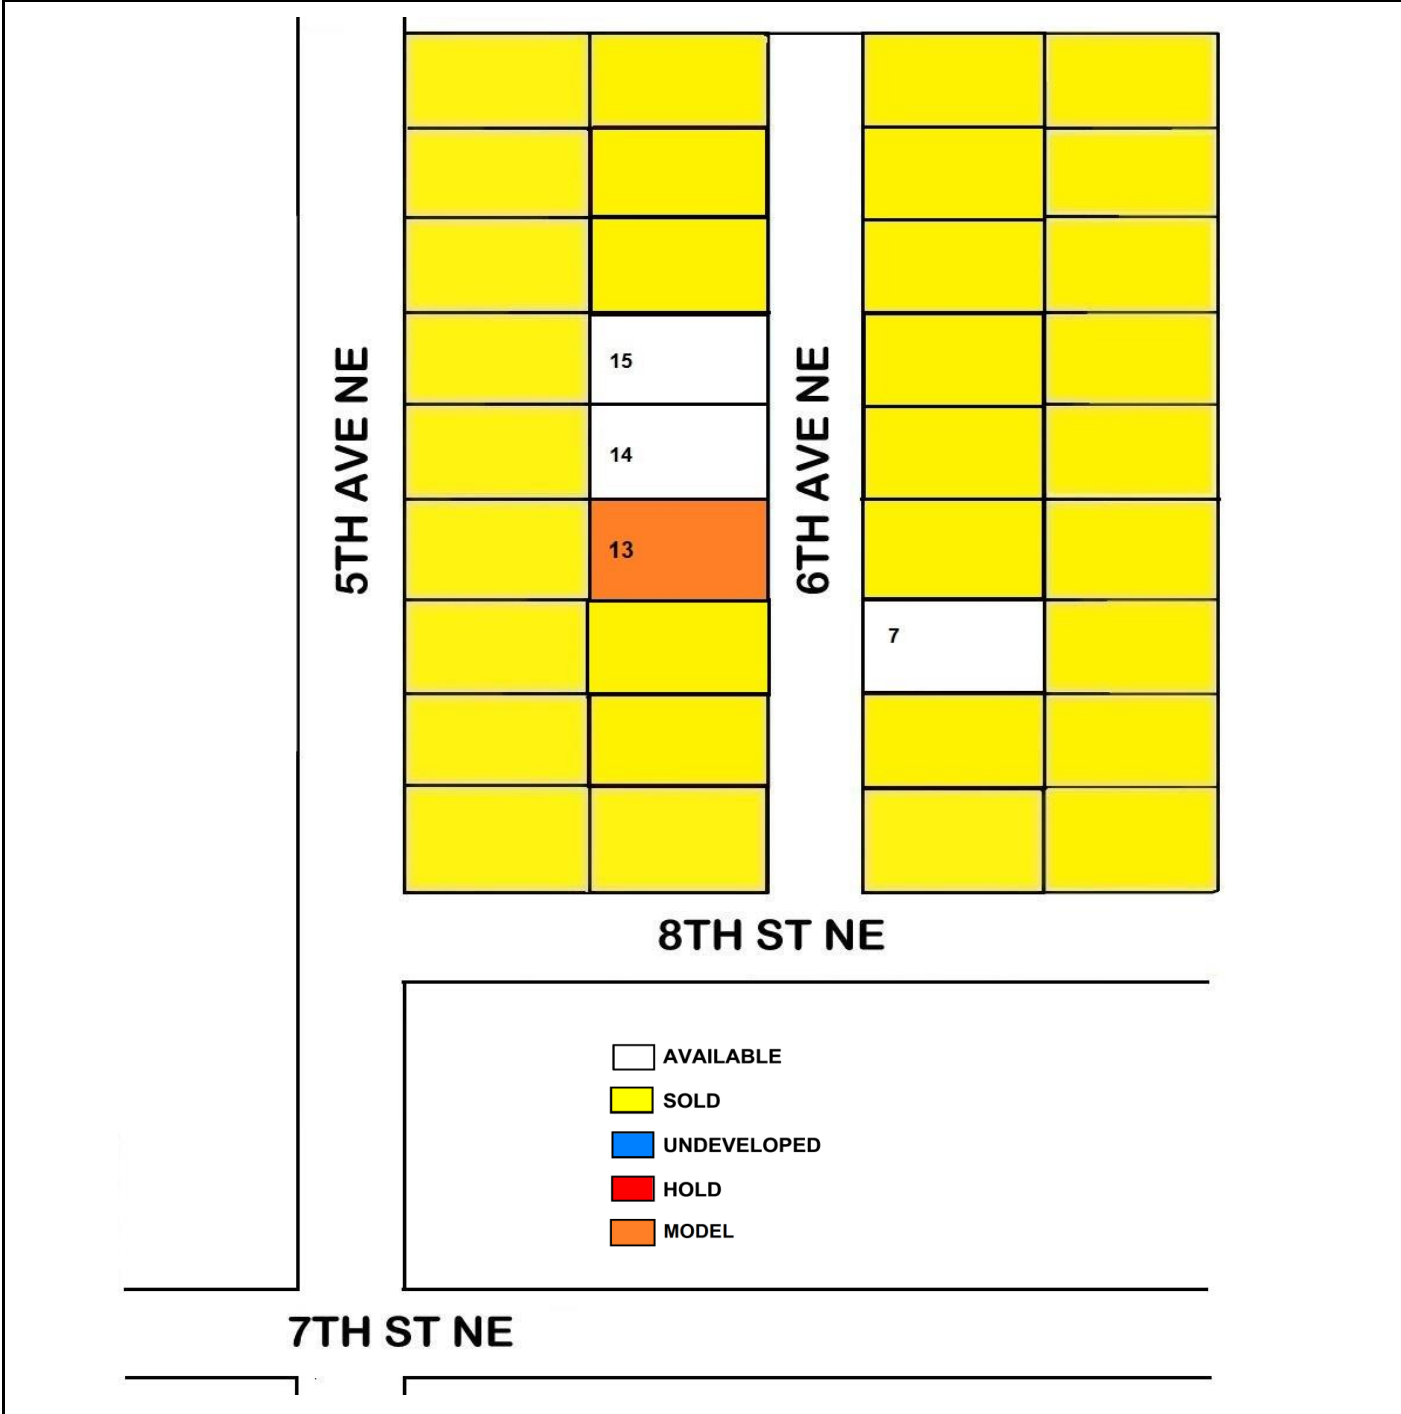 15
14
13
7
5TH AVE NE
6TH AVE NE
8TH ST NE
AVAILABLE
SOLD
UNDEVELOPED
HOLD
MODEL
7TH ST NE